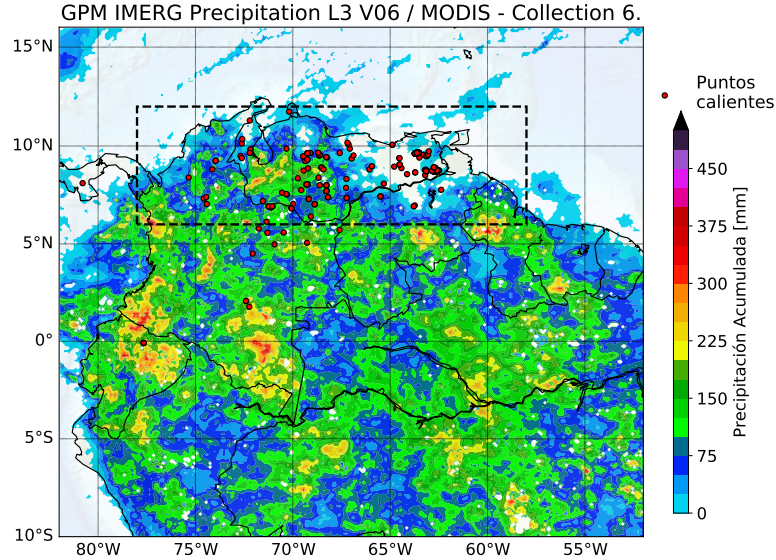 GPM IMERG Precipitation L3 V06 / MODIS - Collection 6.
15°N
10°N
5°N
0°
5°S
10°S
80°W
75°W
70°W
65°W
60°W
55°W
Puntos
calientes
450
375
300
225
150
75
0
Precipitación Acumulada [mm]